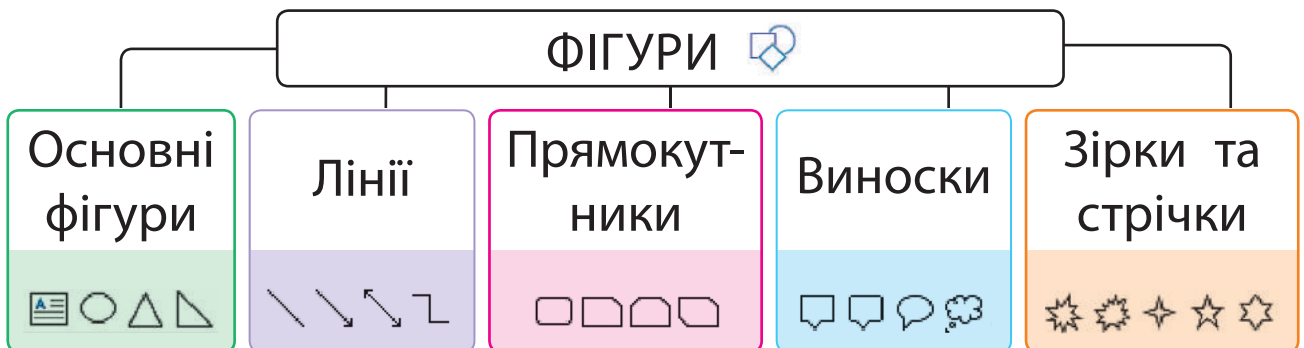 ФІГУРИ
Основні
фігури
Лінії
Прямокут-
ники
Виноски
Зірки та
стрічки
A